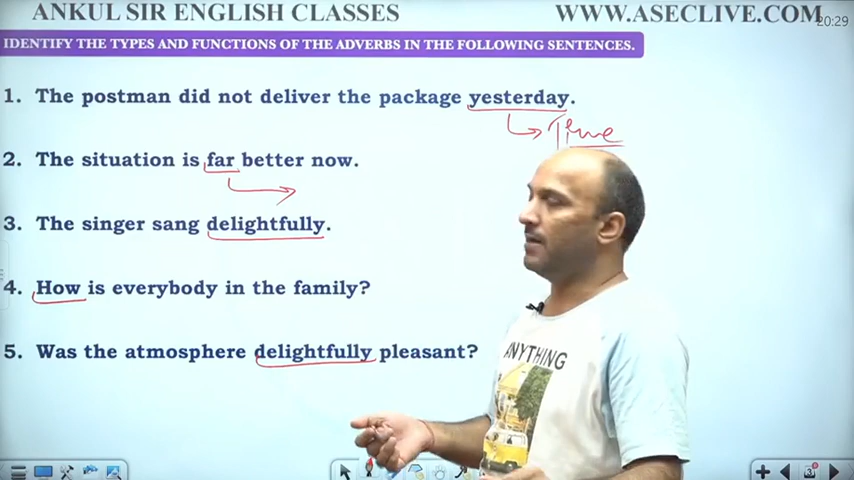 ANKUL SIR ENGLISH CLASSES
WWW.ASECLIVE.COM
20:29
IDENTIFY THE TYPES AND FUNCTIONS OF THE ADVERBS IN THE FOLLOWING SENTENCES.
1. The postman did not deliver the package yesterday.
Time
2. The situation is far better now.
3. The singer sang delightfully.
4. How is everybody in the family?
5. Was the atmosphere delightfully pleasant?
ANYTHING